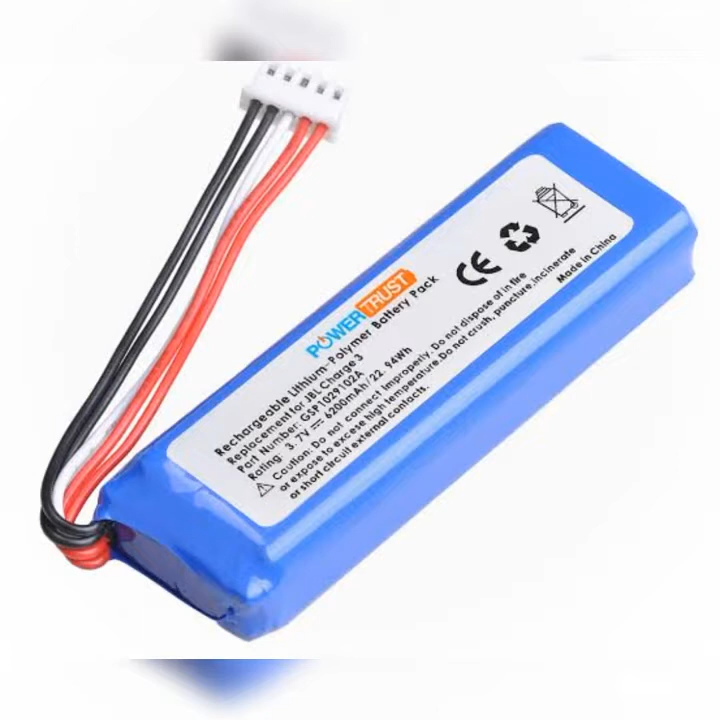 POWERTRUST
Rechargeable Lithium-Polymer Battery Pack
Replacement for JBL Charge 3
Part Number: GSP1029102A
Rating: 3.7V ⎓ 6200mAh/22.94Wh
Caution: Do not connect Improperly. Do not dispose of in fire
or expose to excese high temperature.Do not crush, puncture,incinerate
or short circuit external contacts.
CE
Made in China